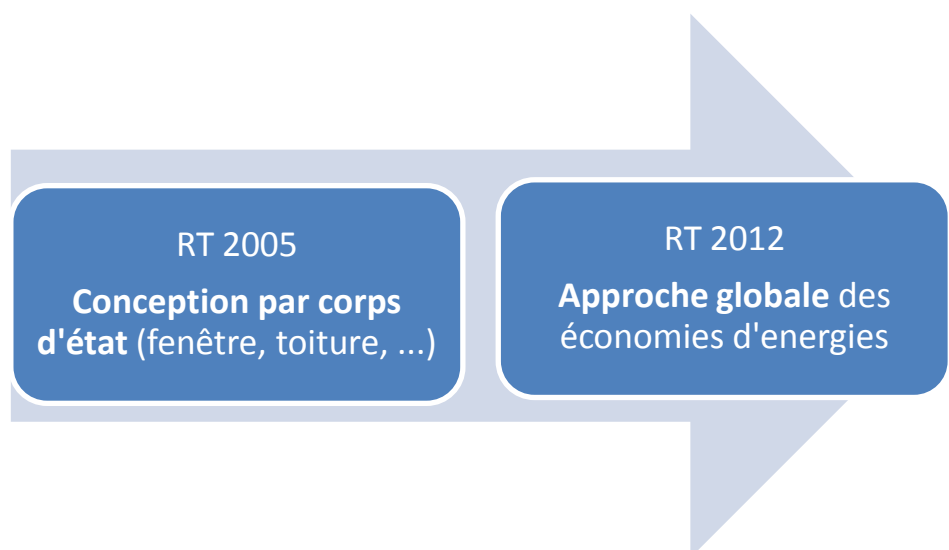 RT 2005
Conception par corps
d'état (fenêtre, toiture, ...)
RT 2012
Approche globale des
économies d'energies